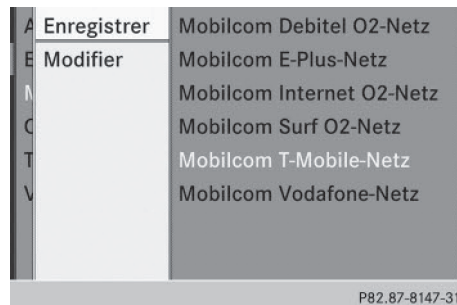 Enregistrer
Modifier
Mobilcom Debitel O2-Netz
Mobilcom E-Plus-Netz
Mobilcom Internet O2-Netz
Mobilcom Surf O2-Netz
Mobilcom T-Mobile-Netz
Mobilcom Vodafone-Netz
P82.87-8147-31